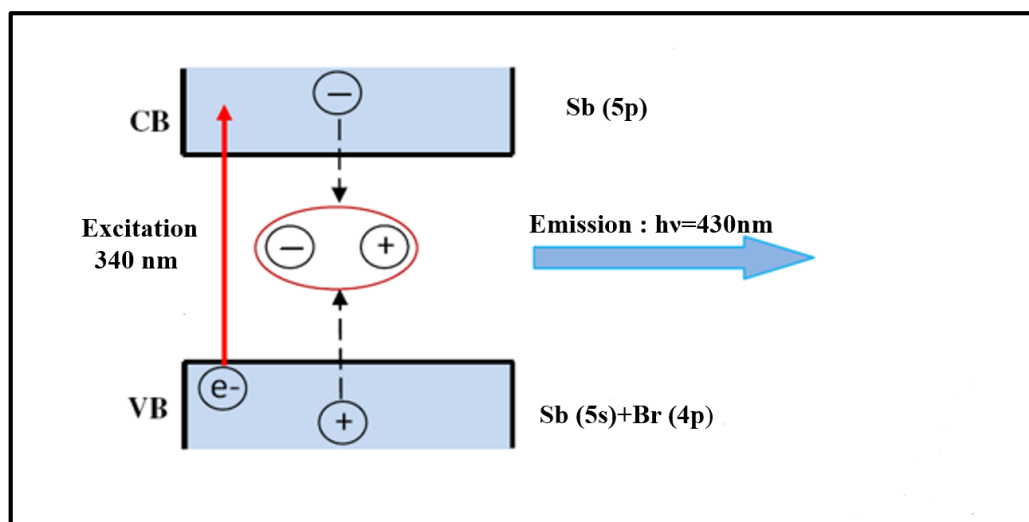 −
Sb (5p)
CB
Excitation
340 nm
− +
Emission : hν=430nm
e-
VB
+
Sb (5s)+Br (4p)